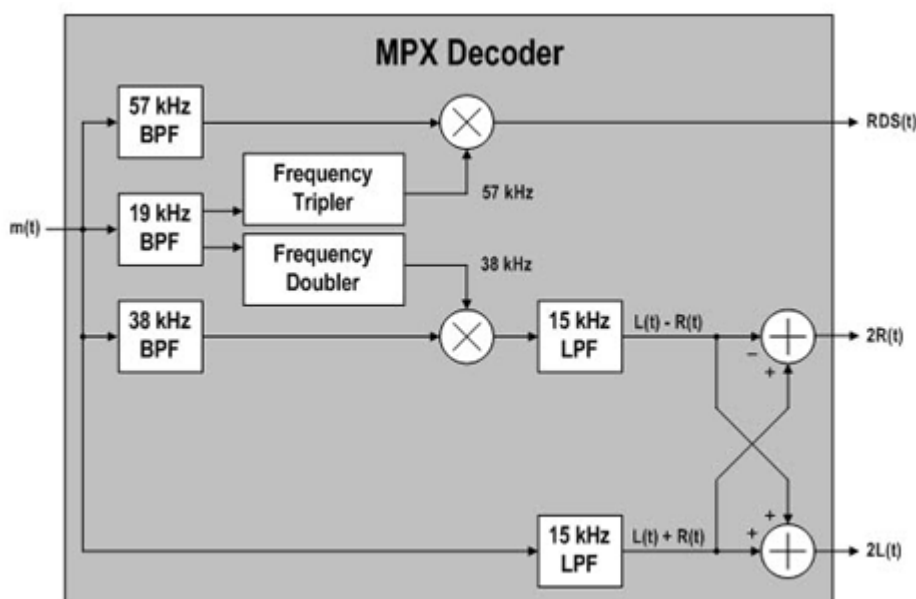 MPX Decoder
57 kHz
BPF
RDS(t)
Frequency
Tripler
57 kHz
19 kHz
BPF
m(t)
Frequency
Doubler
38 kHz
38 kHz
BPF
15 kHz
LPF
L(t) - R(t)
−
+
2R(t)
15 kHz
LPF
L(t) + R(t)
+
+
2L(t)